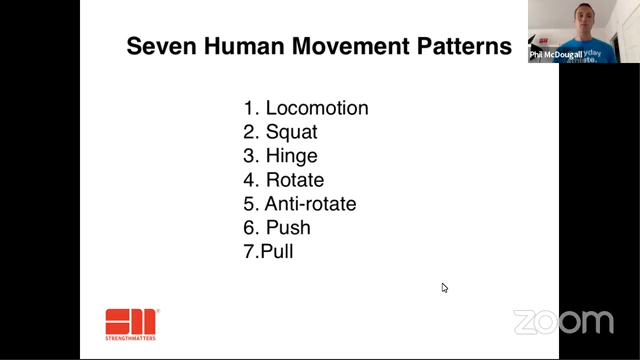 Seven Human Movement Patterns
Phil McDougall
1. Locomotion
2. Squat
3. Hinge
4. Rotate
5. Anti-rotate
6. Push
7.Pull
STRENGTHMATTERS
zoom